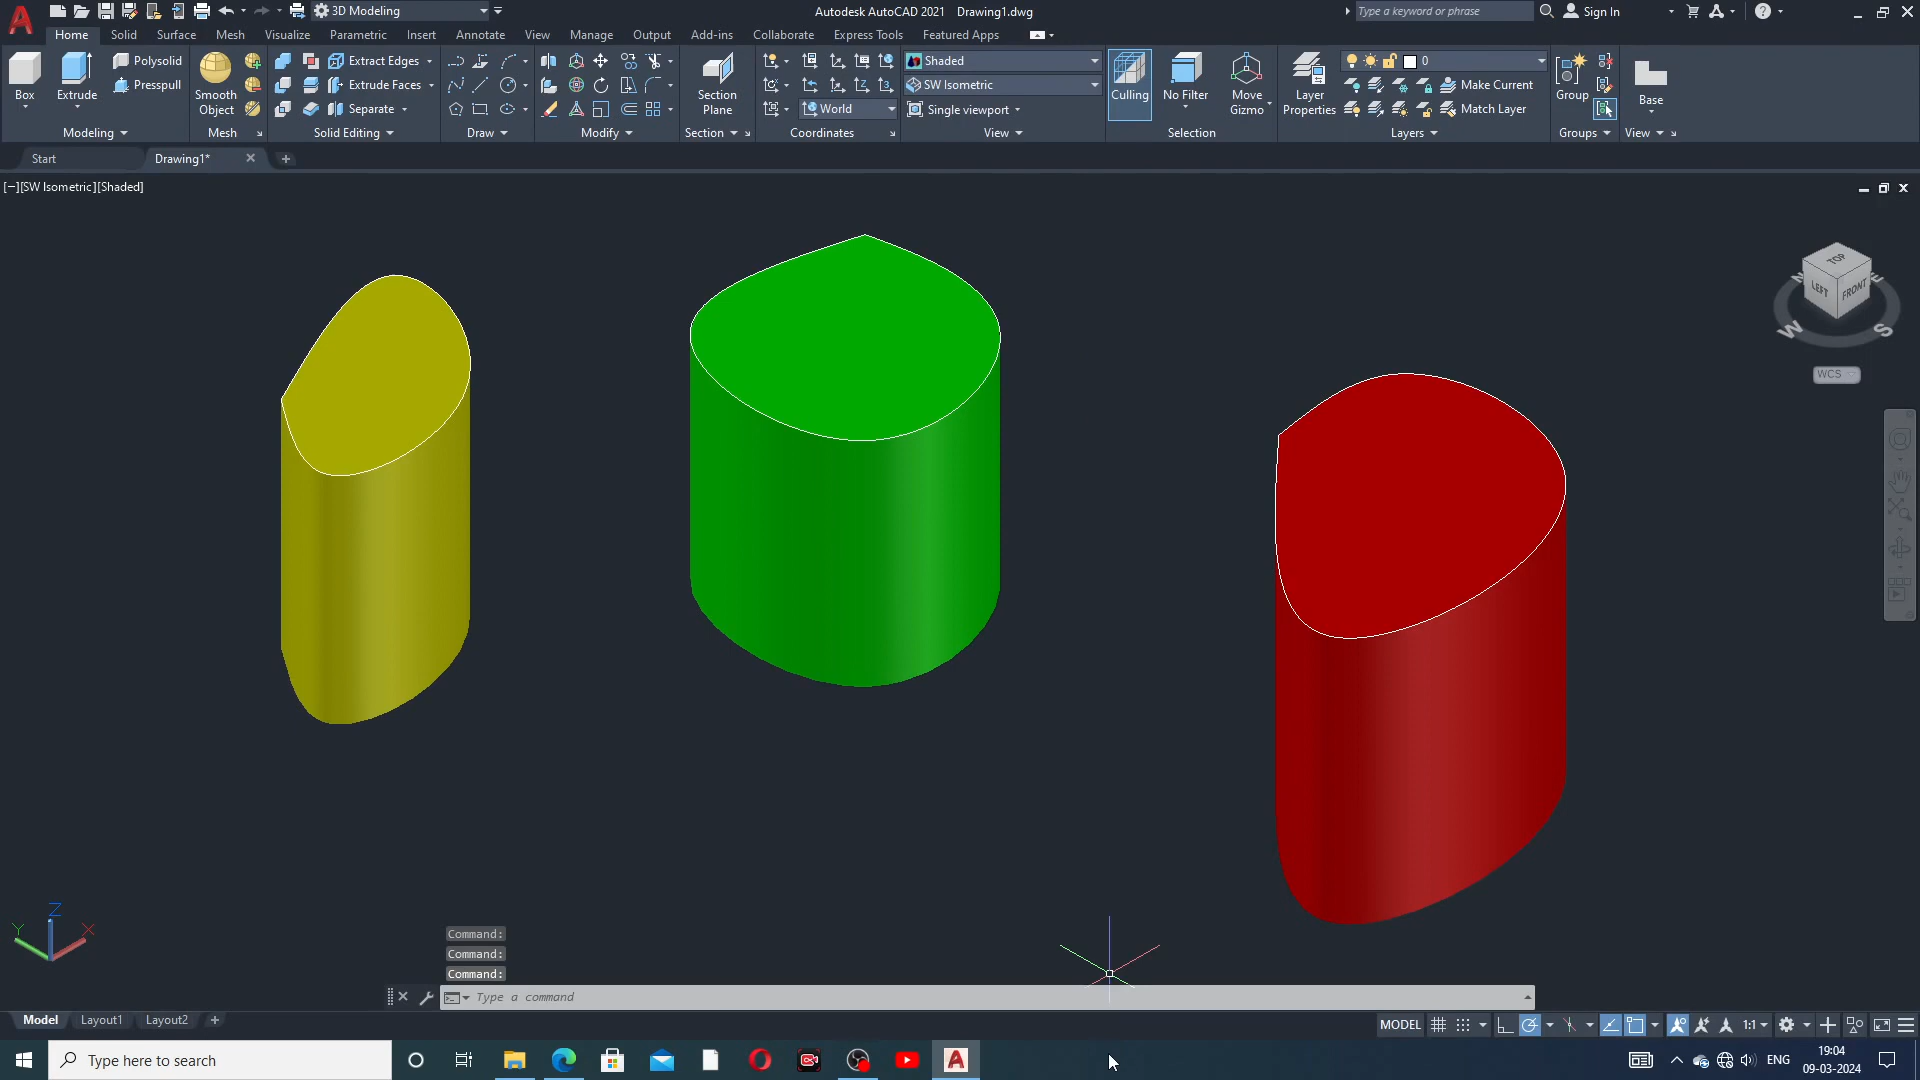 3D Modeling
Autodesk AutoCAD 2021 Drawing1.dwg
Type a keyword or phrase
Sign In
Home Solid Surface Mesh Visualize Parametric Insert Annotate View Manage Output Add-ins Collaborate Express Tools Featured Apps
Box
Extrude
Polysolid
Presspull
Smooth
Object
Extract Edges
Extrude Faces
Separate
Section
Plane
World
Shaded
SW Isometric
Single viewport
Culling
No Filter
Move
Gizmo
Layer
Properties
0
Make Current
Match Layer
Group
Base
Modeling Mesh Solid Editing Draw Modify Section Coordinates View Selection Layers Groups View
Start Drawing1*
[−][SW Isometric][Shaded]
TOP
LEFT
FRONT
N
E
W
S
WCS
Z
Y
X
Command:
Command:
Command:
Type a command
Model Layout1 Layout2
MODEL
1:1
Type here to search
ENG
19:04
09-03-2024